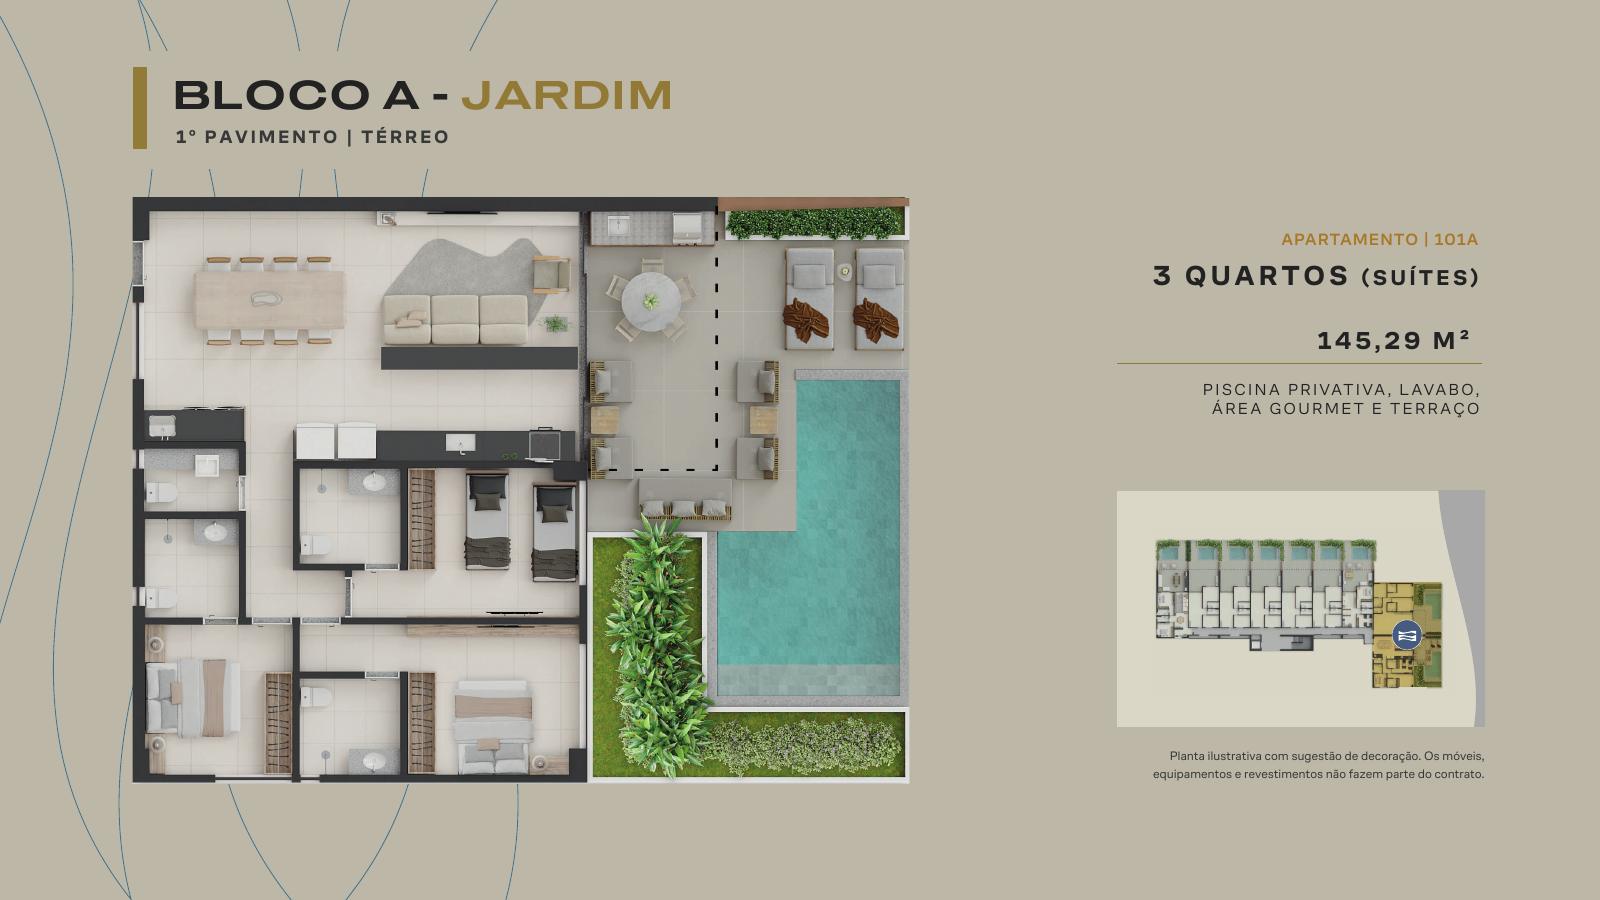 BLOCO A - JARDIM
1º PAVIMENTO | TÉRREO
APARTAMENTO | 101A
3 QUARTOS (SUÍTES)
145,29 M²
PISCINA PRIVATIVA, LAVABO,
ÁREA GOURMET E TERRAÇO
Planta ilustrativa com sugestão de decoração. Os móveis,
equipamentos e revestimentos não fazem parte do contrato.